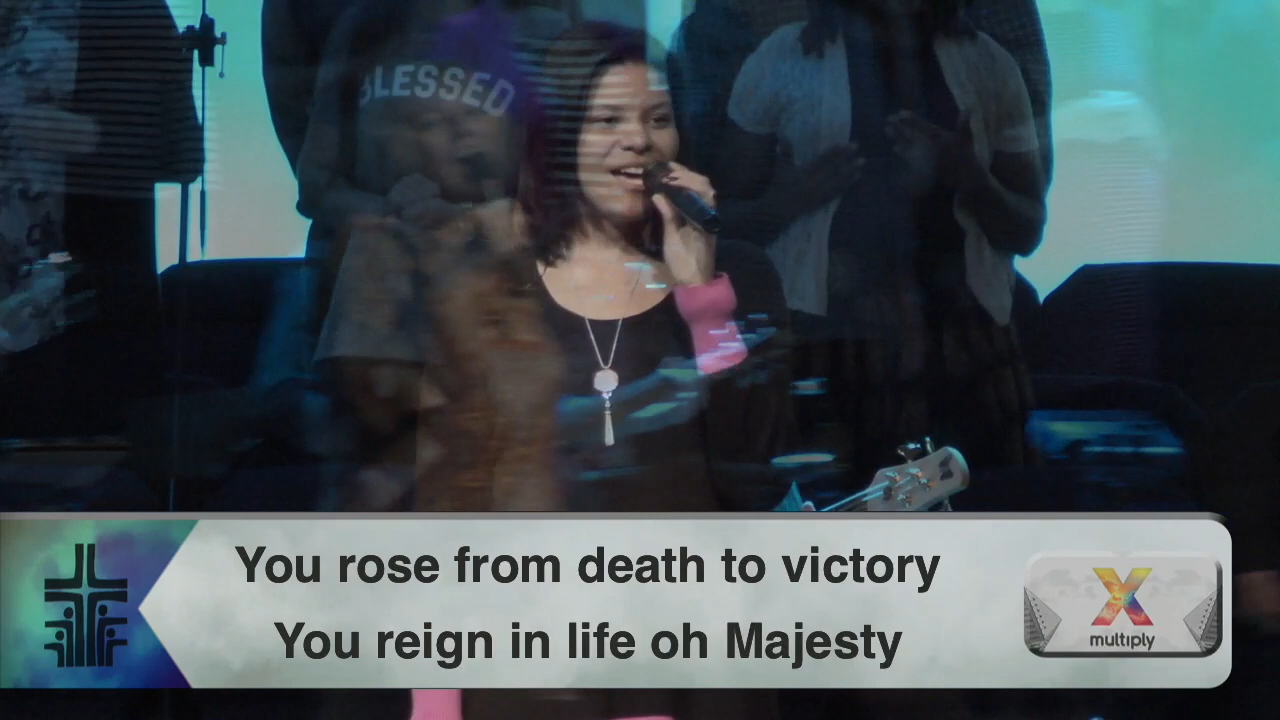 BLESSED
You rose from death to victory
You reign in life oh Majesty
X
multiply